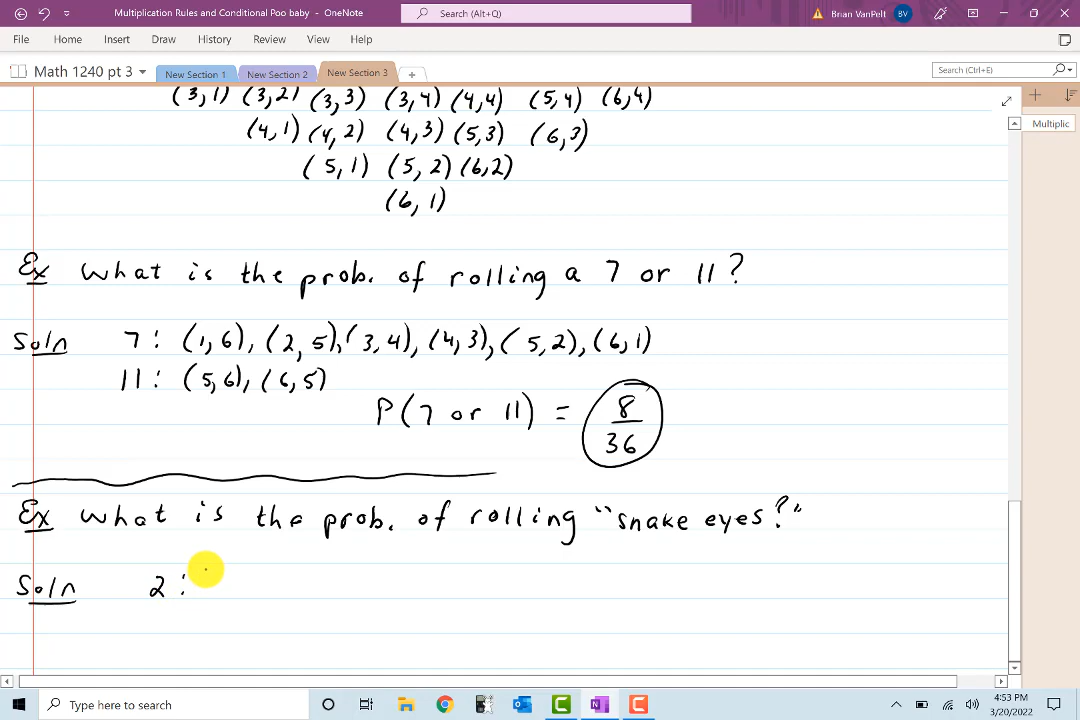 Multiplication Rules and Conditional Poo baby - OneNote
Search (Alt+Q)
Brian VanPelt BV
File Home Insert Draw History Review View Help
Math 1240 pt 3 New Section 1 New Section 2 New Section 3 +
Search (Ctrl+E)
Multiplic
(3,1) (3,2) (3,3) (3,4) (4,4) (5,4) (6,4)
(4,1) (4,2) (4,3) (5,3) (6,3)
(5,1) (5,2) (6,2)
(6,1)
Ex What is the prob. of rolling a 7 or 11?
Soln 7: (1,6), (2,5), (3,4), (4,3), (5,2), (6,1)
11: (5,6), (6,5)
P(7 or 11) = 8/36
Ex What is the prob. of rolling "snake eyes?"
Soln 2:
Type here to search
4:53 PM
3/20/2022